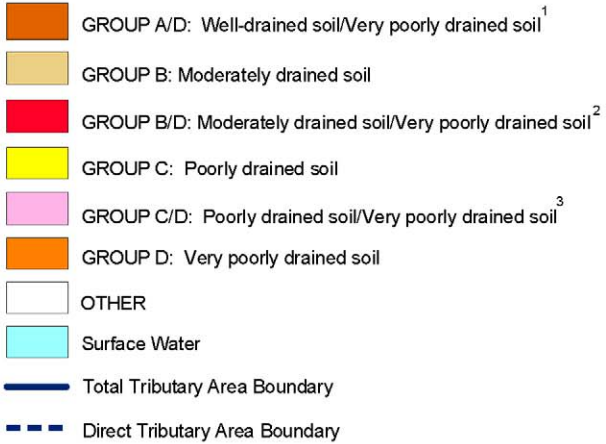 GROUP A/D: Well-drained soil/Very poorly drained soil¹
GROUP B: Moderately drained soil
GROUP B/D: Moderately drained soil/Very poorly drained soil²
GROUP C: Poorly drained soil
GROUP C/D: Poorly drained soil/Very poorly drained soil³
GROUP D: Very poorly drained soil
OTHER
Surface Water
Total Tributary Area Boundary
Direct Tributary Area Boundary